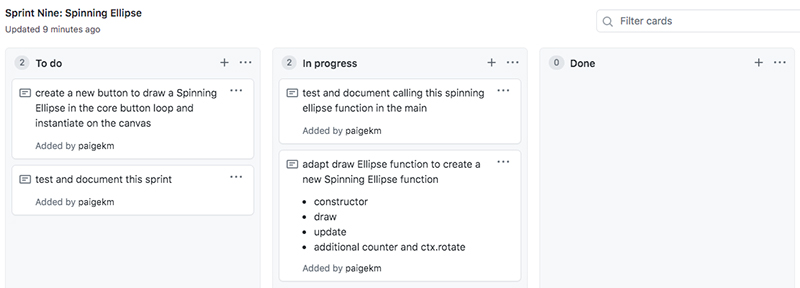 Sprint Nine: Spinning Ellipse
Updated 9 minutes ago
Filter cards
2 To do
create a new button to draw a Spinning
Ellipse in the core button loop and
instantiate on the canvas
Added by paigekm
test and document this sprint
Added by paigekm
2 In progress
test and document calling this spinning
ellipse function in the main
Added by paigekm
adapt draw Ellipse function to create a
new Spinning Ellipse function
• constructor
• draw
• update
• additional counter and ctx.rotate
Added by paigekm
0 Done